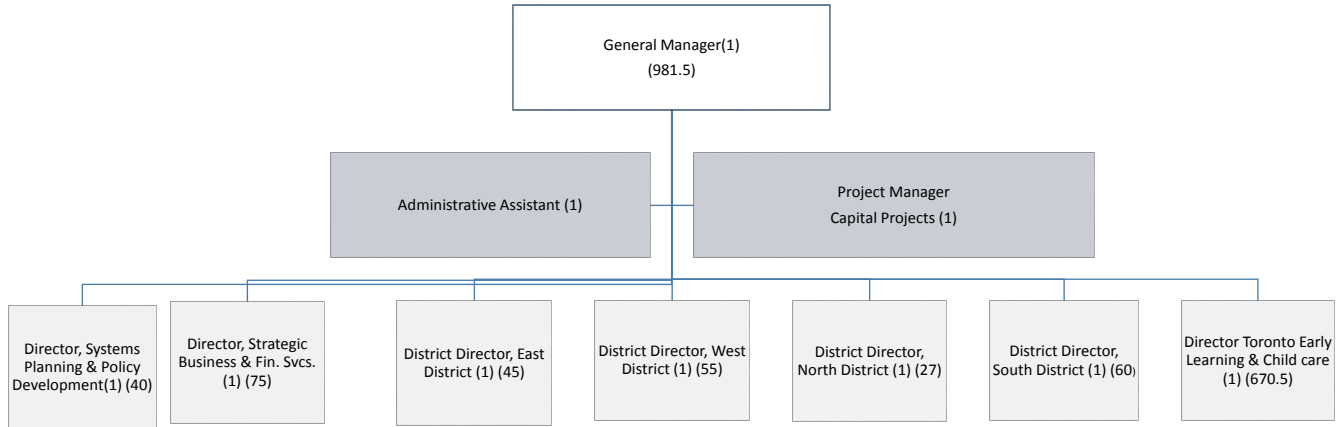 General Manager(1)
(981.5)
Administrative Assistant (1)
Project Manager
Capital Projects (1)
Director, Systems
Planning & Policy
Development(1) (40)
Director, Strategic
Business & Fin. Svcs.
(1) (75)
District Director, East
District (1) (45)
District Director, West
District (1) (55)
District Director,
North District (1) (27)
District Director,
South District (1) (60)
Director Toronto Early
Learning & Child care
(1) (670.5)